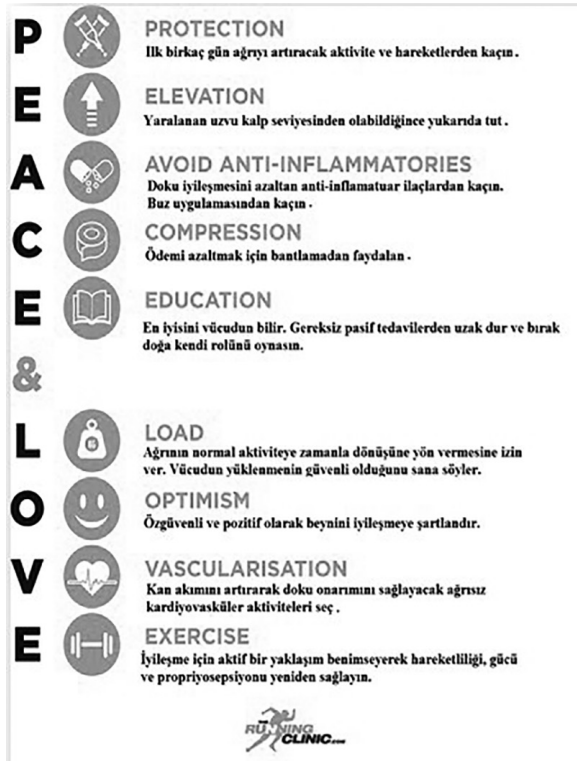 P
PROTECTION
Ilk birkaç gün ağrıyı artıracak aktivite ve hareketlerden kaçın.
E
ELEVATION
Yaralanan uzvu kalp seviyesinden olabildiğince yukarıda tut.
A
AVOID ANTI-INFLAMMATORIES
Doku iyileşmesini azaltan anti-inflamatuar ilaçlardan kaçın.
Buz uygulamasından kaçın.
C
COMPRESSION
Ödemi azaltmak için bantlamadan faydalan.
E
EDUCATION
En iyisini vücudun bilir. Gereksiz pasif tedavilerden uzak dur ve bırak
doğa kendi rolünü oynasın.
&
L
LOAD
Ağrının normal aktiviteye zamanla dönüşüne yön vermesine izin
ver. Vücudun yüklenmenin güvenli olduğunu sana söyler.
O
OPTIMISM
Özgüvenli ve pozitif olarak beynini iyileşmeye şartlandır.
V
VASCULARISATION
Kan akımını artırarak doku onarımını sağlayacak ağrısız
kardiyovasküler aktiviteleri seç.
E
EXERCISE
İyileşme için aktif bir yaklaşım benimseyerek hareketliliği, gücü
ve propriyosepsiyonu yeniden sağlayın.
THE
RUNNING
CLINIC.COM